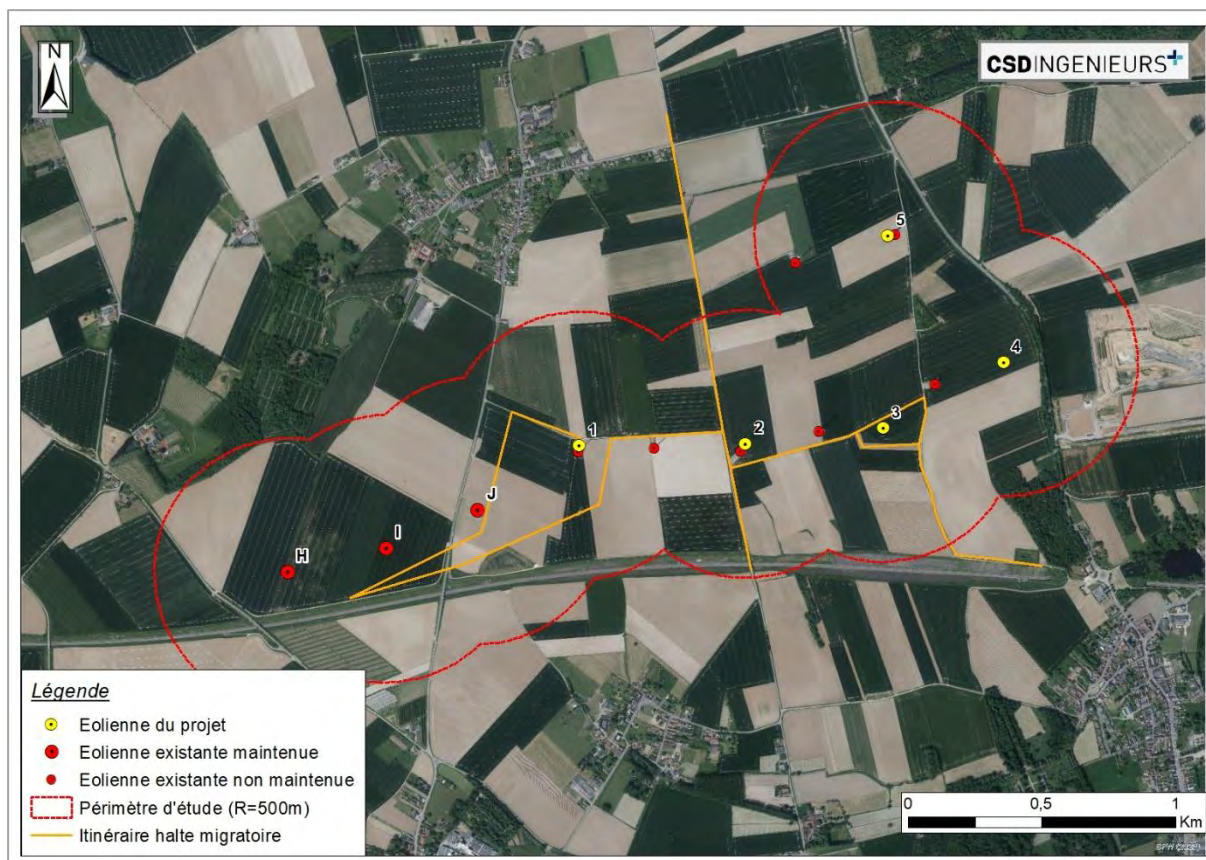 N
CSDINGENIEURS+
5
4
3
2
1
J
I
H
Légende
Eolienne du projet
Eolienne existante maintenue
Eolienne existante non maintenue
Périmètre d'étude (R=500m)
Itinéraire halte migratoire
0 0,5 1
Km